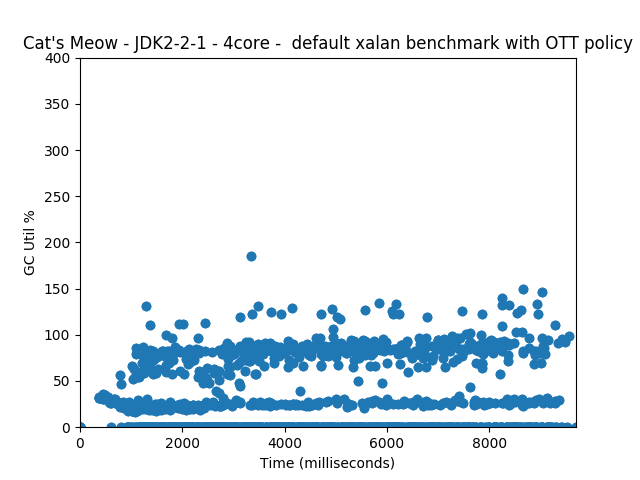 Cat's Meow - JDK2-2-1 - 4core -  default xalan benchmark with OTT policy
400
350
300
250
200
150
100
50
0
GC Util %
0 2000 4000 6000 8000
Time (milliseconds)